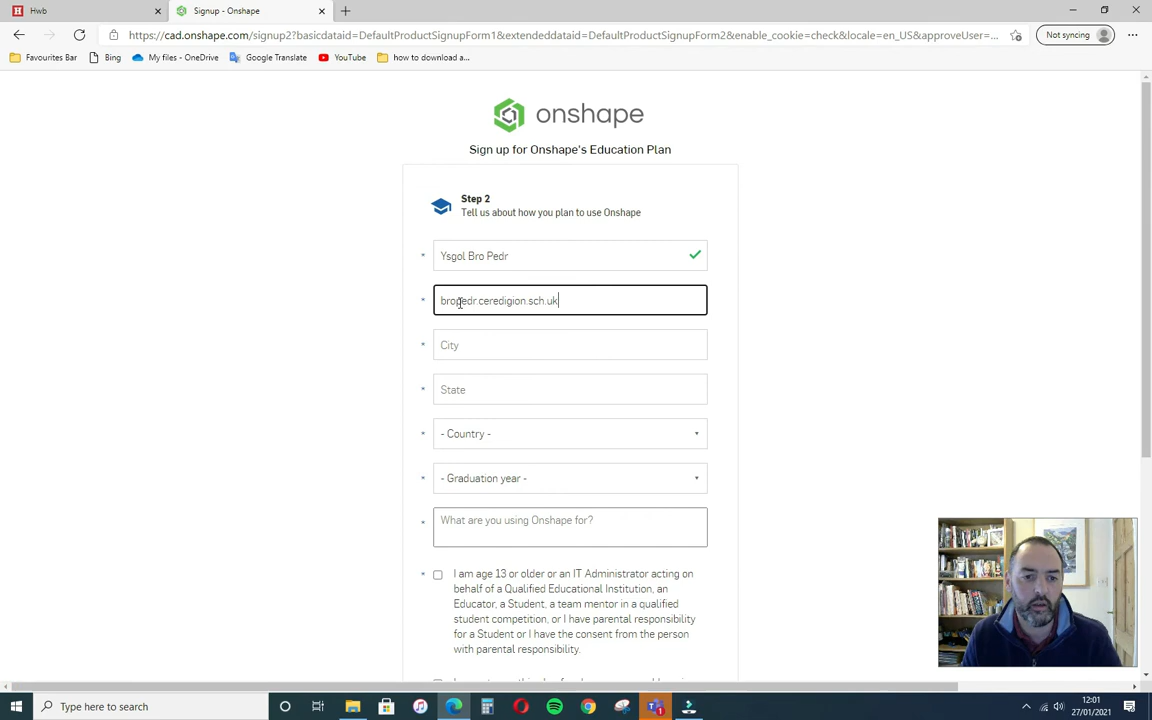 Hwb
Signup - Onshape
https://cad.onshape.com/signup2?basicdataid=DefaultProductSignupForm1&extendeddataid=DefaultProductSignupForm2&enable_cookie=check&locale=en_US&approveUser=...
Not syncing
Favourites Bar
Bing
My files - OneDrive
Google Translate
YouTube
how to download a...
onshape
Sign up for Onshape's Education Plan
Step 2
Tell us about how you plan to use Onshape
* Ysgol Bro Pedr
* bropedr.ceredigion.sch.uk
* City
* State
* - Country -
* - Graduation year -
* What are you using Onshape for?
* I am age 13 or older or an IT Administrator acting on
behalf of a Qualified Educational Institution, an
Educator, a Student, a team mentor in a qualified
student competition, or I have parental responsibility
for a Student or I have the consent from the person
with parental responsibility.
Type here to search
12:01
27/01/2021